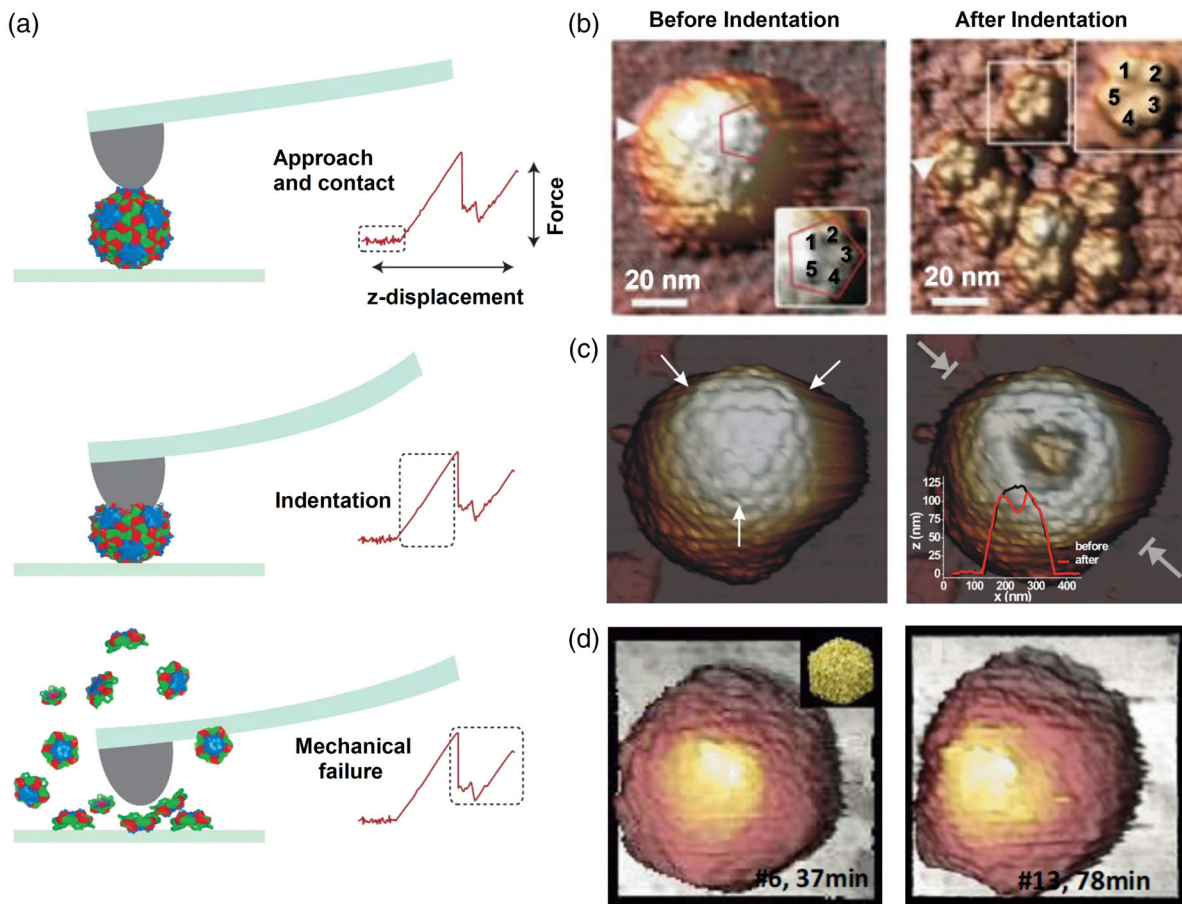 (a)
Approach
and contact
Force
z-displacement
Indentation
Mechanical
failure
(b)
Before Indentation
After Indentation
1
2
3
4
5
20 nm
1
2
3
4
5
20 nm
(c)
125
100
75
50
25
0
z (nm)
before
after
0
100
200
300
400
x (nm)
(d)
#6, 37min
#13, 78min